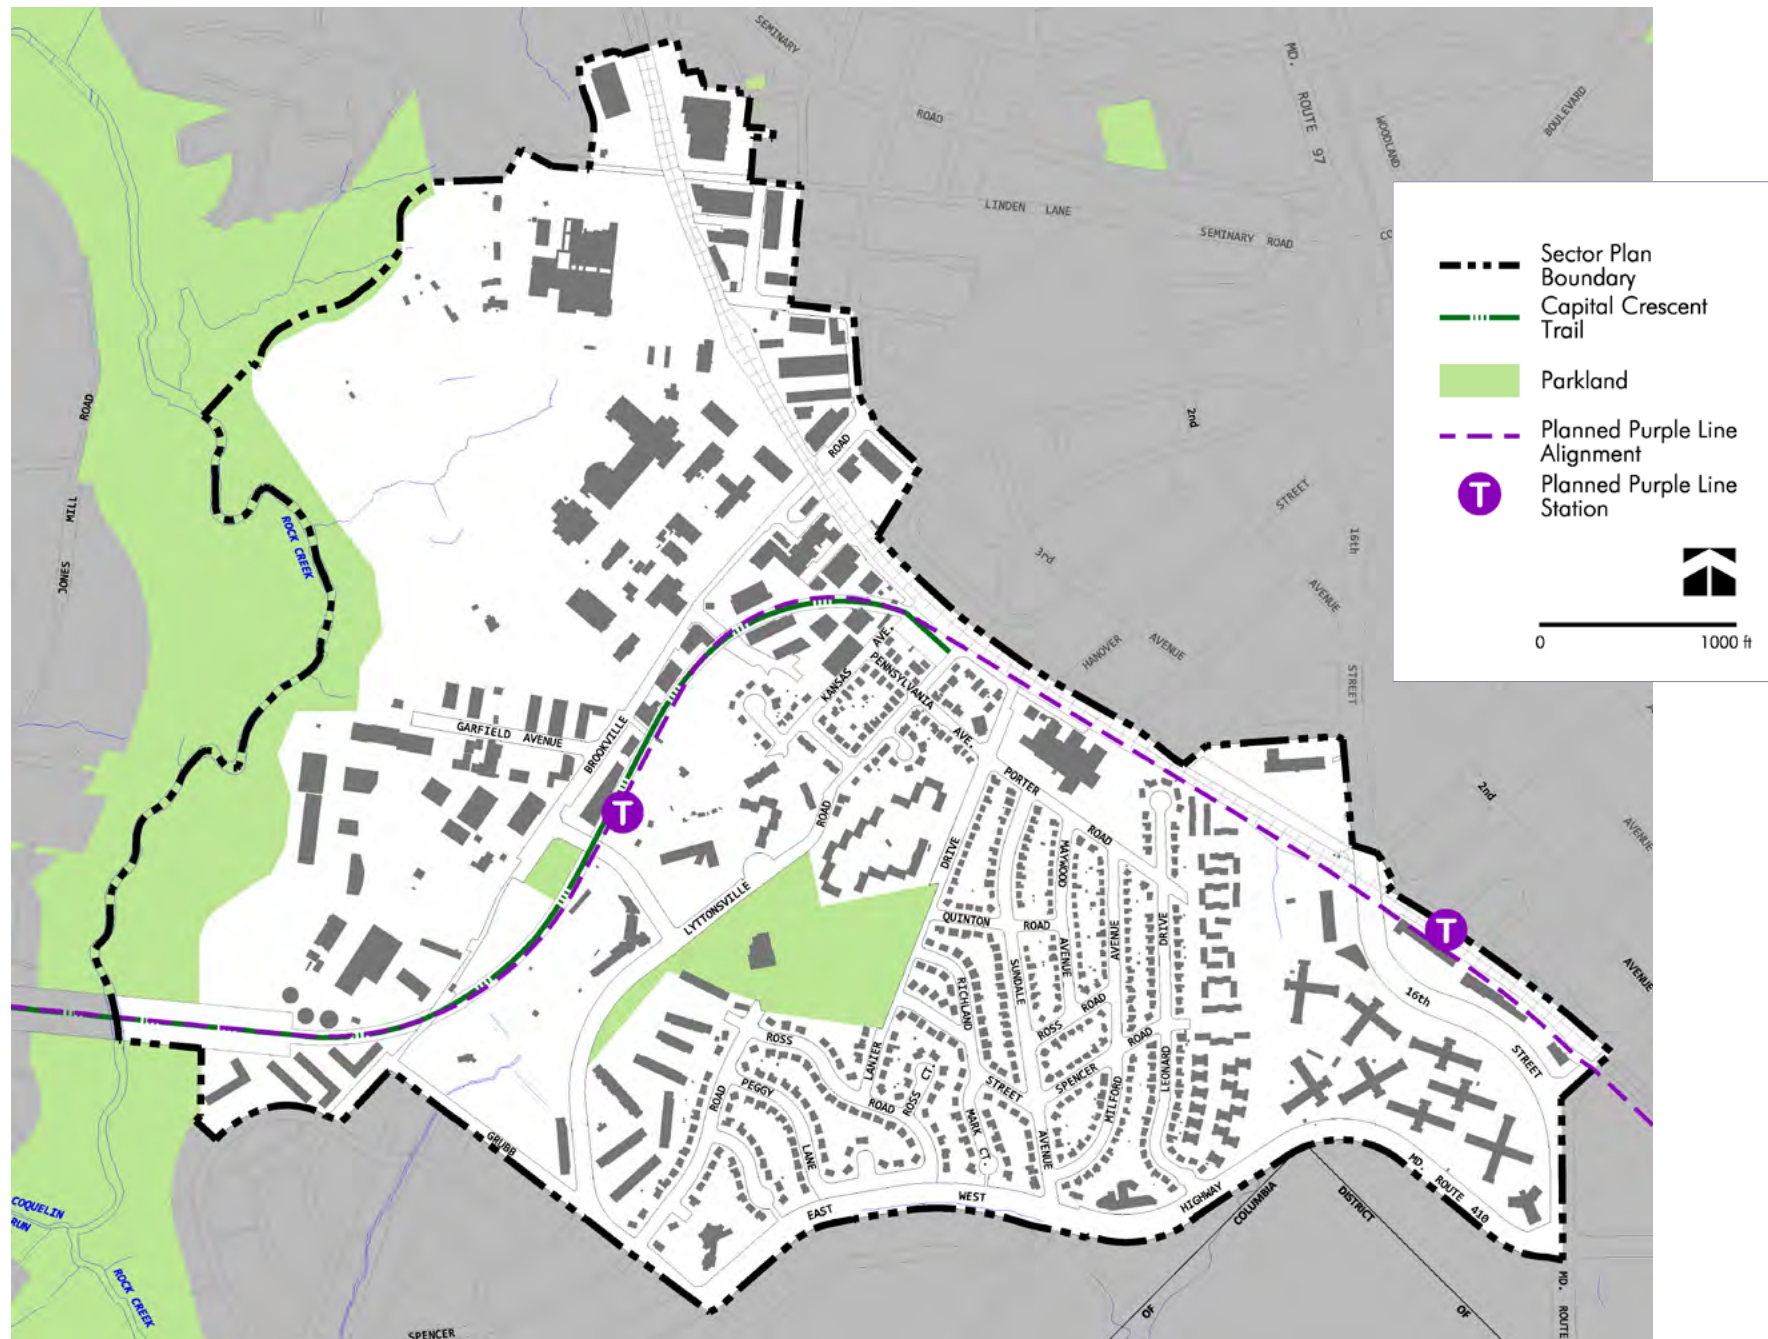 SEMINARY
ROAD
MD. ROUTE 97
WOODLAND
BOULEVARD
LINDEN LANE
SEMINARY ROAD
CO
Sector Plan
Boundary
Capital Crescent
Trail
Parkland
Planned Purple Line
Alignment
Planned Purple Line
Station
0
1000 ft
JONES MILL ROAD
ROCK CREEK
ROAD
2nd
STREET
16th
3rd
AVENUE
HANOVER AVENUE
STREET
2nd
AVENUE
AVENUE
KANSAS AVE.
PENNSYLVANIA
AVE.
GARFIELD AVENUE
BROOKVILLE
T
T
LYTTONSVILLE ROAD
PORTER ROAD
DRIVE
MAYWOOD
AVENUE
QUINTON ROAD
SUNDALE
AVENUE
DRIVE
RICHLAND
ROSS ROAD
SPENCER ROAD
LEONARD
MILFORD
16th
STREET
ROSS
ROAD
LANIER
ROSS CT.
STREET
MARK CT.
AVENUE
PEGGY
LANE
ROAD
GRUBB
EAST
WEST
HIGHWAY
MD. ROUTE 410
COLUMBIA
DISTRICT
OF
OF
MD. ROUTE
COQUELIN
RUN
ROCK CREEK
SPENCER